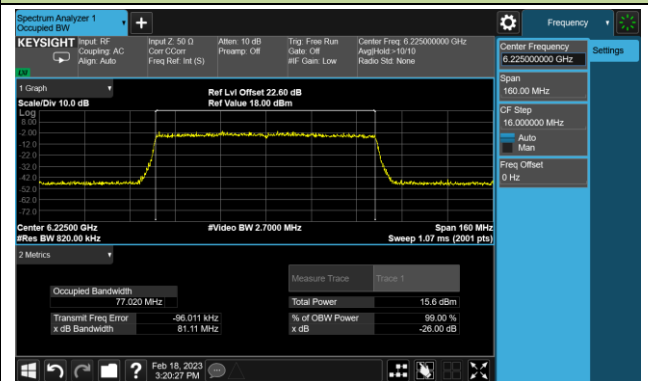 Spectrum Analyzer 1
Occupied BW
+
Frequency
KEYSIGHT
Input: RF
Coupling: AC
Align: Auto
Input Z: 50 Ω
Corr CCorr
Freq Ref: Int (S)
Atten: 10 dB
Preamp: Off
Trig: Free Run
Gate: Off
#IF Gain: Low
Center Freq: 6.225000000 GHz
Avg|Hold:>10/10
Radio Std: None
LXI
Center Frequency
6.225000000 GHz
Settings
Span
160.00 MHz
CF Step
16.000000 MHz
Auto
Man
Freq Offset
0 Hz
1 Graph
Scale/Div 10.0 dB
Ref Lvl Offset 22.60 dB
Ref Value 18.00 dBm
Log
8.00
-2.00
-12.0
-22.0
-32.0
-42.0
-52.0
-62.0
-72.0
Center 6.22500 GHz
#Res BW 820.00 kHz
#Video BW 2.7000 MHz
Span 160 MHz
Sweep 1.07 ms (2001 pts)
2 Metrics
Measure Trace
Trace 1
Occupied Bandwidth
77.020 MHz
Total Power
15.6 dBm
Transmit Freq Error
-96.011 kHz
% of OBW Power
99.00 %
x dB Bandwidth
81.11 MHz
x dB
-26.00 dB
?
Feb 18, 2023
3:20:27 PM